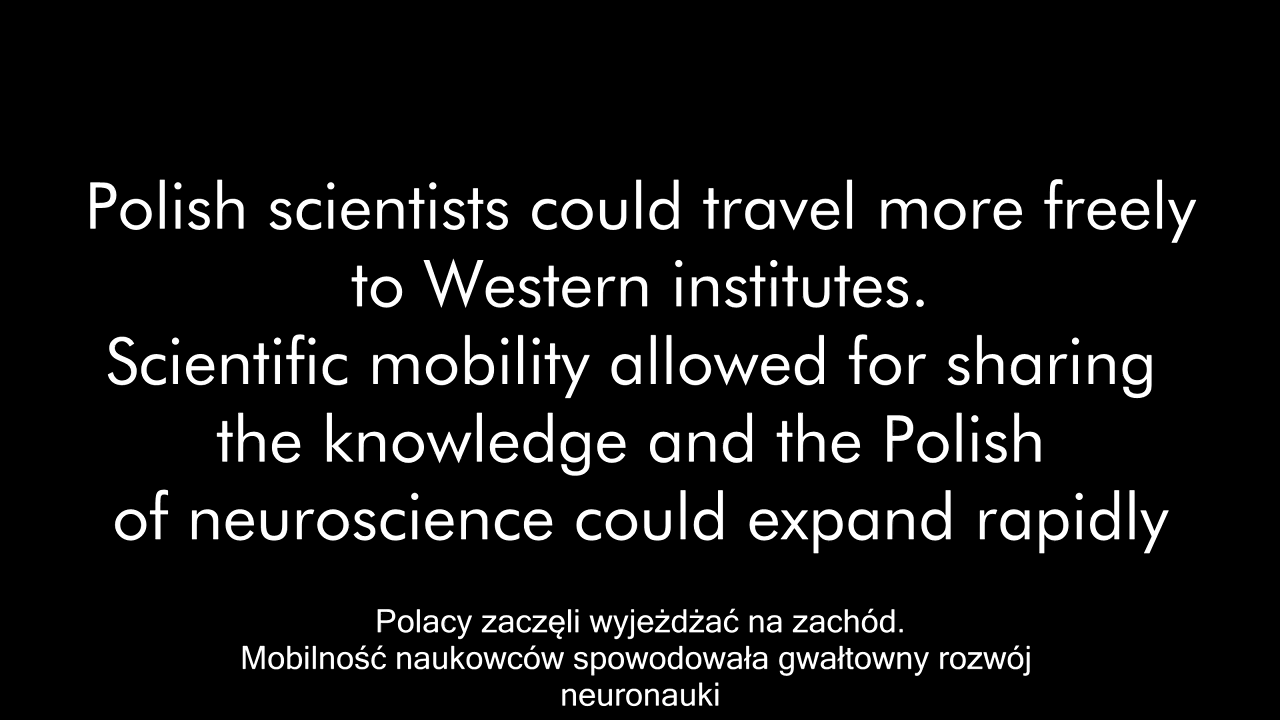 Polish scientists could travel more freely
to Western institutes.
Scientific mobility allowed for sharing
the knowledge and the Polish
of neuroscience could expand rapidly
Polacy zaczęli wyjeżdżać na zachód.
Mobilność naukowców spowodowała gwałtowny rozwój
neuronauki